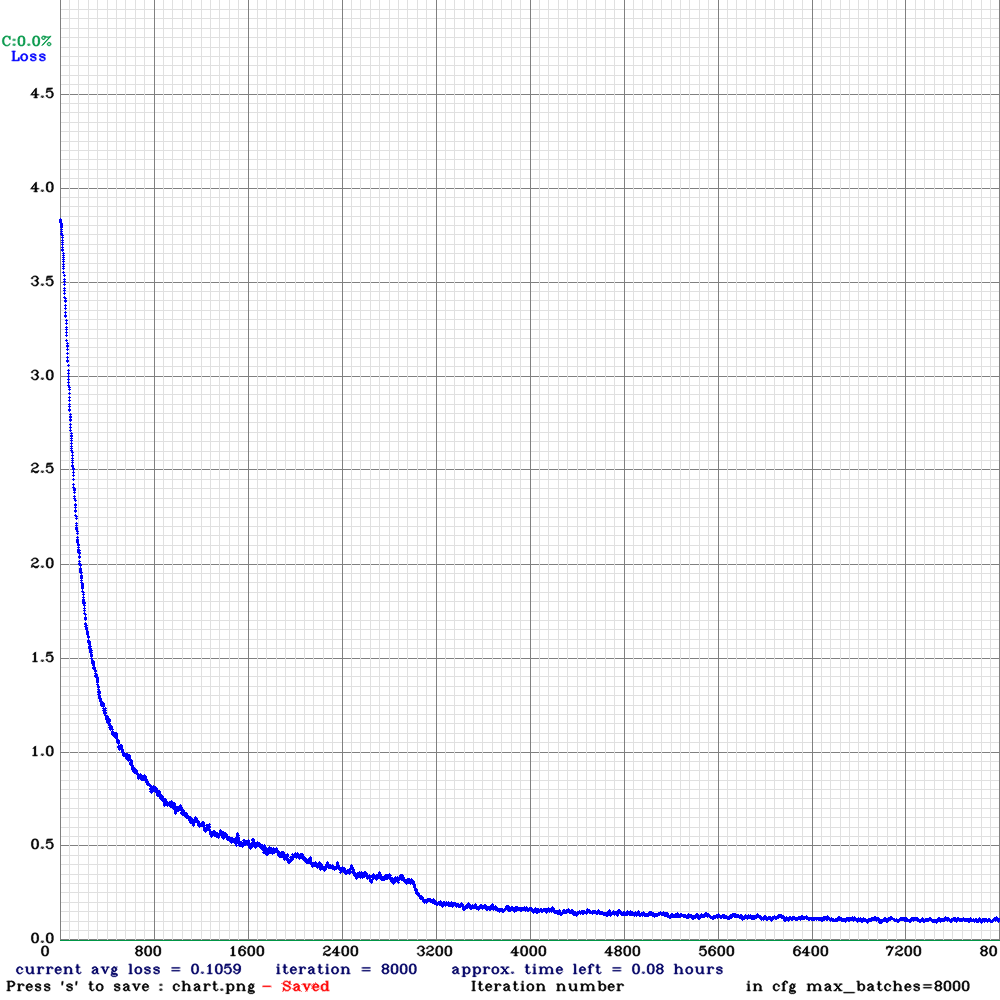 C:0.0%
Loss
4.5
4.0
3.5
3.0
2.5
2.0
1.5
1.0
0.5
0.0
0 800 1600 2400 3200 4000 4800 5600 6400 7200 80
current avg loss = 0.1059 iteration = 8000 approx. time left = 0.08 hours
Press 's' to save : chart.png - Saved Iteration number in cfg max_batches=8000